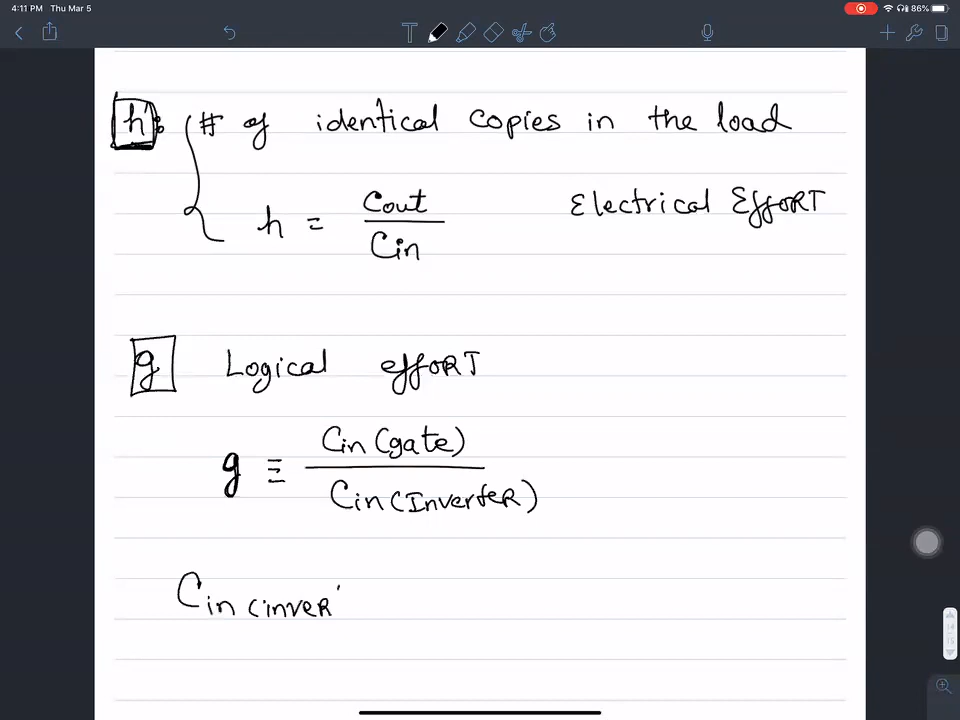 4:11 PM Thu Mar 5
86%
h: # of identical copies in the load
h = Cout / Cin Electrical EffoRT
g Logical effoRT
g ≡ Cin (gate) / Cin (InverteR)
Cin (inveR